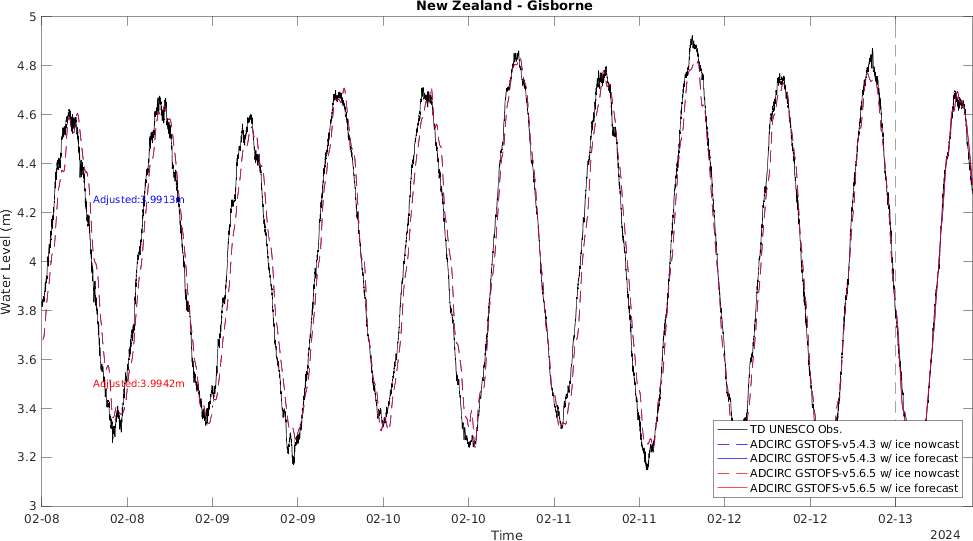 New Zealand - Gisborne
5
4.8
4.6
4.4
4.2
4
3.8
3.6
3.4
3.2
3
Water Level (m)
Adjusted:3.9913m
Adjusted:3.9942m
TD UNESCO Obs.
ADCIRC GSTOFS-v5.4.3 w/ ice nowcast
ADCIRC GSTOFS-v5.4.3 w/ ice forecast
ADCIRC GSTOFS-v5.6.5 w/ ice nowcast
ADCIRC GSTOFS-v5.6.5 w/ ice forecast
02-08 02-08 02-09 02-09 02-10 02-10 02-11 02-11 02-12 02-12 02-13
Time
2024